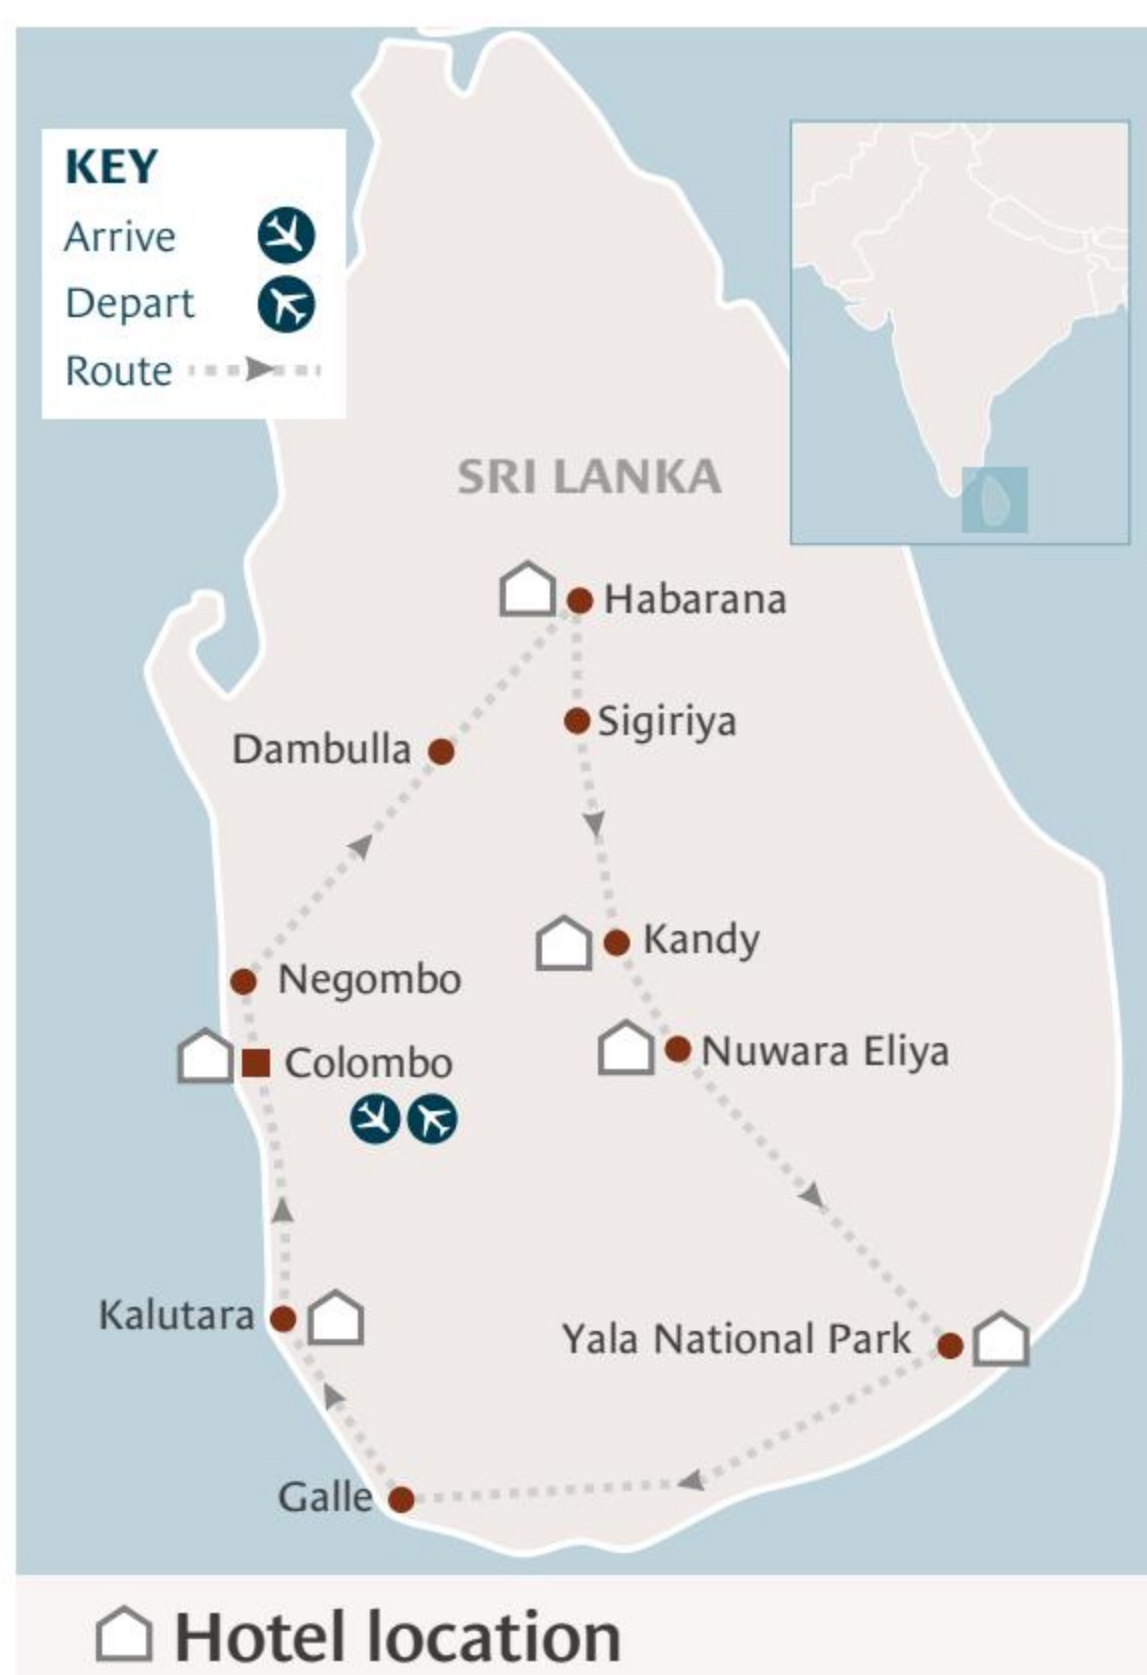 KEY
Arrive
Depart
Route
SRI LANKA
Habarana
Sigiriya
Dambulla
Kandy
Negombo
Nuwara Eliya
Colombo
Kalutara
Yala National Park
Galle
Hotel location